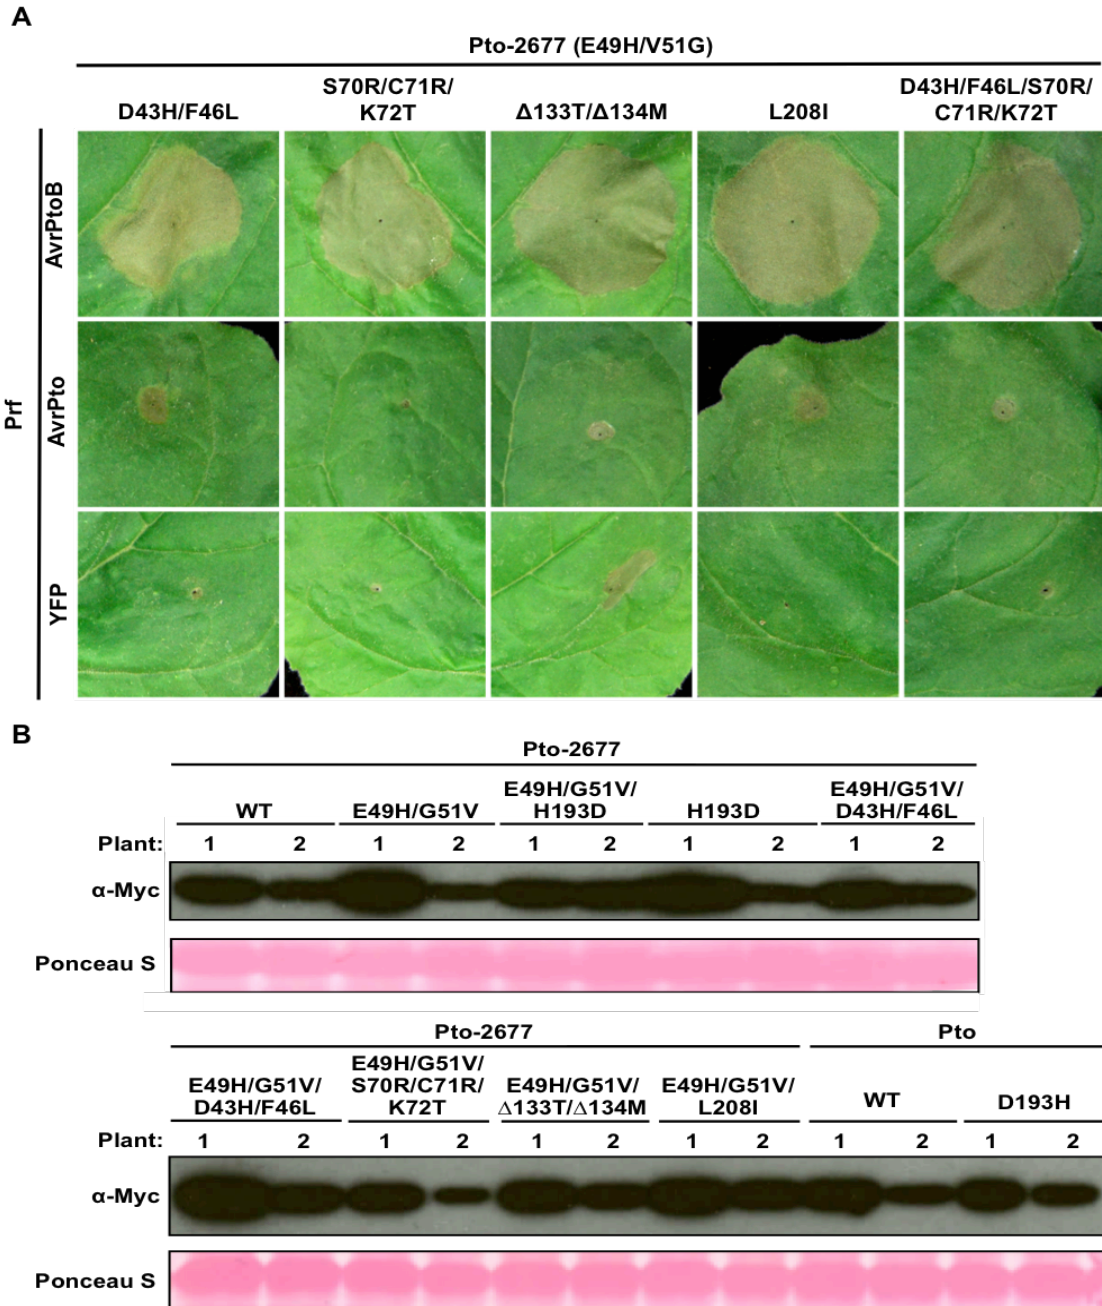 A
Pto-2677 (E49H/V51G)
D43H/F46L
S70R/C71R/
K72T
Δ133T/Δ134M
L208I
D43H/F46L/S70R/
C71R/K72T
Prf
AvrPtoB
AvrPto
YFP
B
Pto-2677
WT
E49H/G51V
E49H/G51V/
H193D
H193D
E49H/G51V/
D43H/F46L
Plant: 1 2 1 2 1 2 1 2 1 2
α-Myc
Ponceau S
Pto-2677
Pto
E49H/G51V/
D43H/F46L
E49H/G51V/
S70R/C71R/
K72T
E49H/G51V/
Δ133T/Δ134M
E49H/G51V/
L208I
WT
D193H
Plant: 1 2 1 2 1 2 1 2 1 2 1 2
α-Myc
Ponceau S